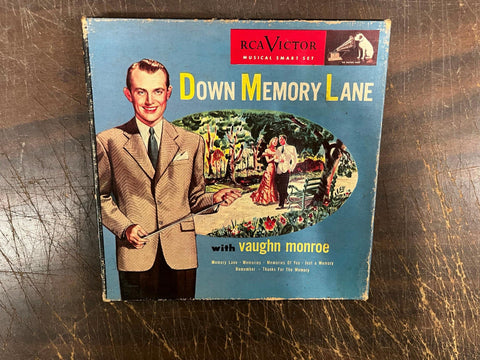 RCA VICTOR
MUSICAL SMART SET
DOWN MEMORY LANE
with vaughn monroe
Memory Lane - Memories - Memories Of You - Just a Memory
Remember - Thanks For The Memory